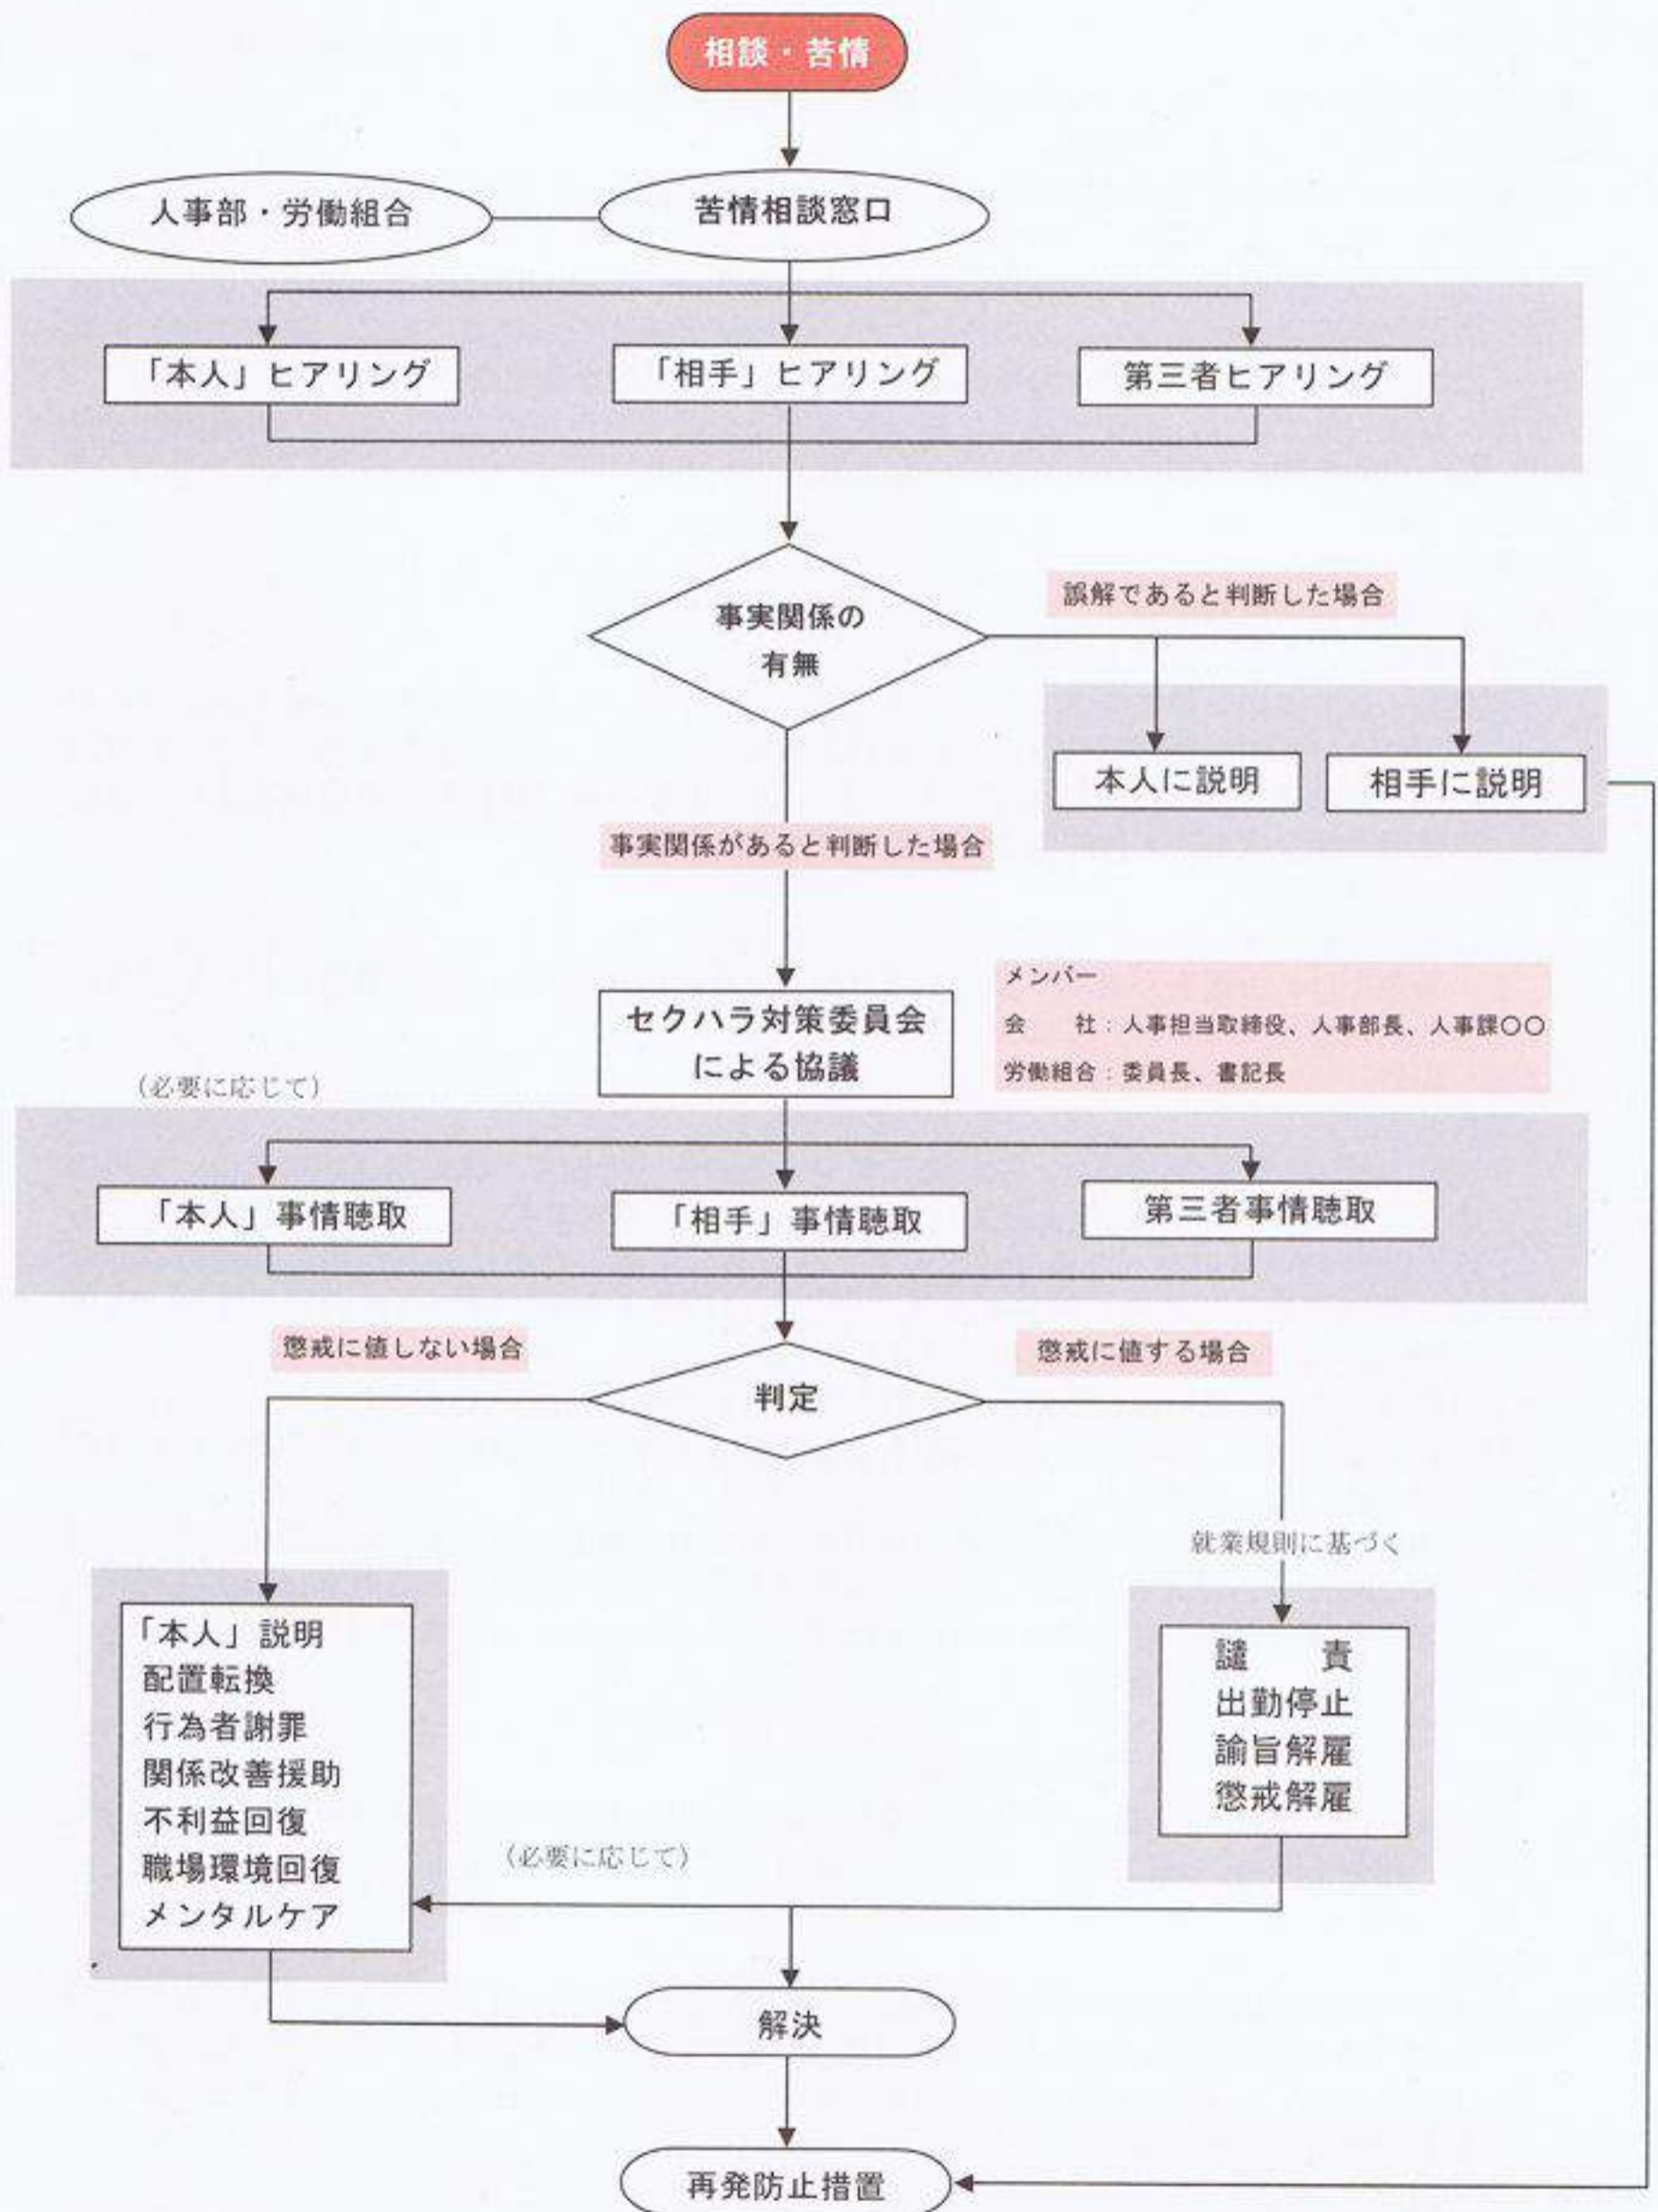 相談・苦情
人事部・労働組合
苦情相談窓口
「本人」ヒアリング
「相手」ヒアリング
第三者ヒアリング
事実関係の
有無
誤解であると判断した場合
本人に説明
相手に説明
事実関係があると判断した場合
セクハラ対策委員会
による協議
メンバー
会　　社：人事担当取締役、人事部長、人事課〇〇
労働組合：委員長、書記長
（必要に応じて）
「本人」事情聴取
「相手」事情聴取
第三者事情聴取
懲戒に値しない場合
懲戒に値する場合
判定
就業規則に基づく
「本人」説明
配置転換
行為者謝罪
関係改善援助
不利益回復
職場環境回復
メンタルケア
譴　　責
出勤停止
諭旨解雇
懲戒解雇
（必要に応じて）
解決
再発防止措置